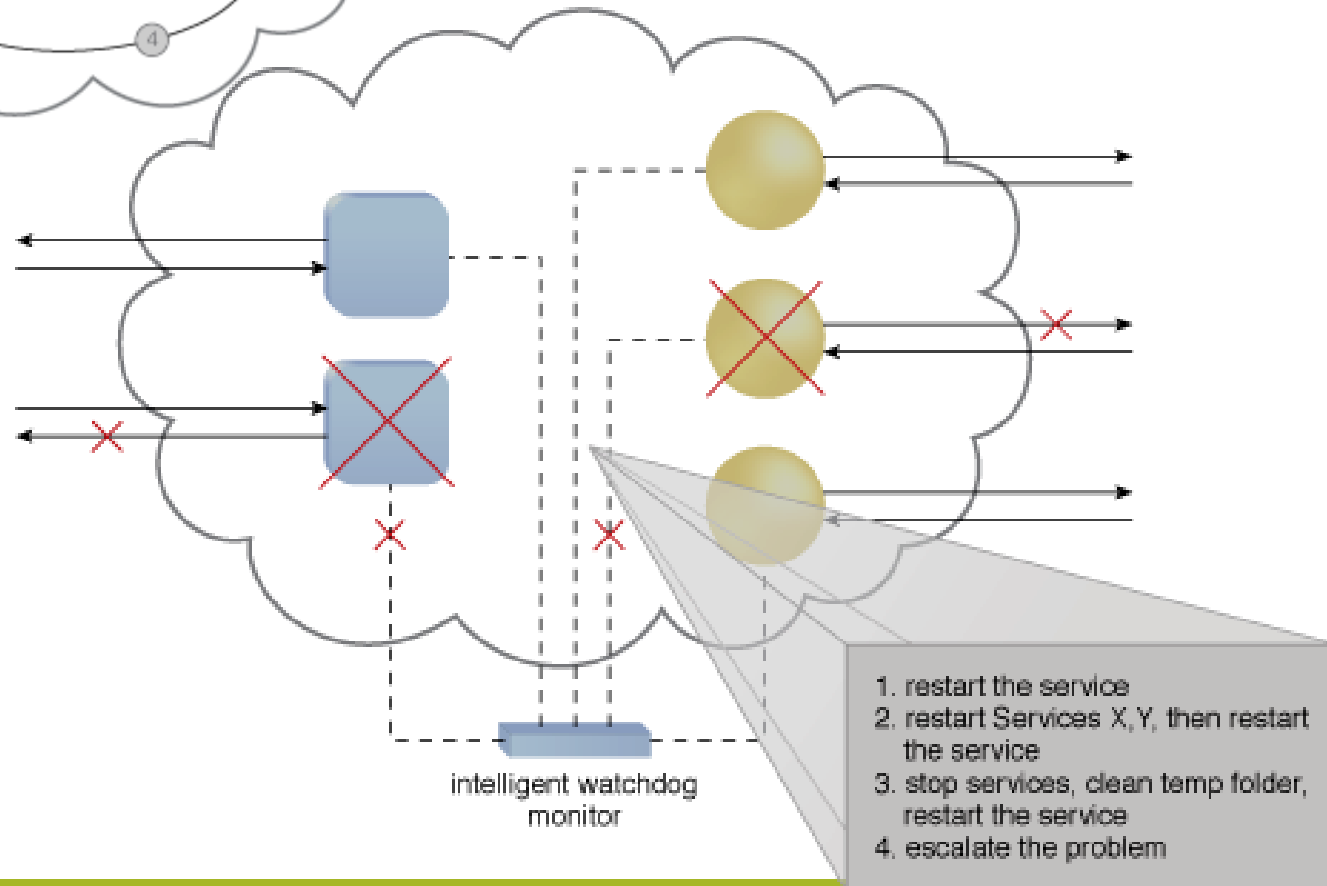 4
intelligent watchdog
monitor
1. restart the service
2. restart Services X,Y, then restart
the service
3. stop services, clean temp folder,
restart the service
4. escalate the problem